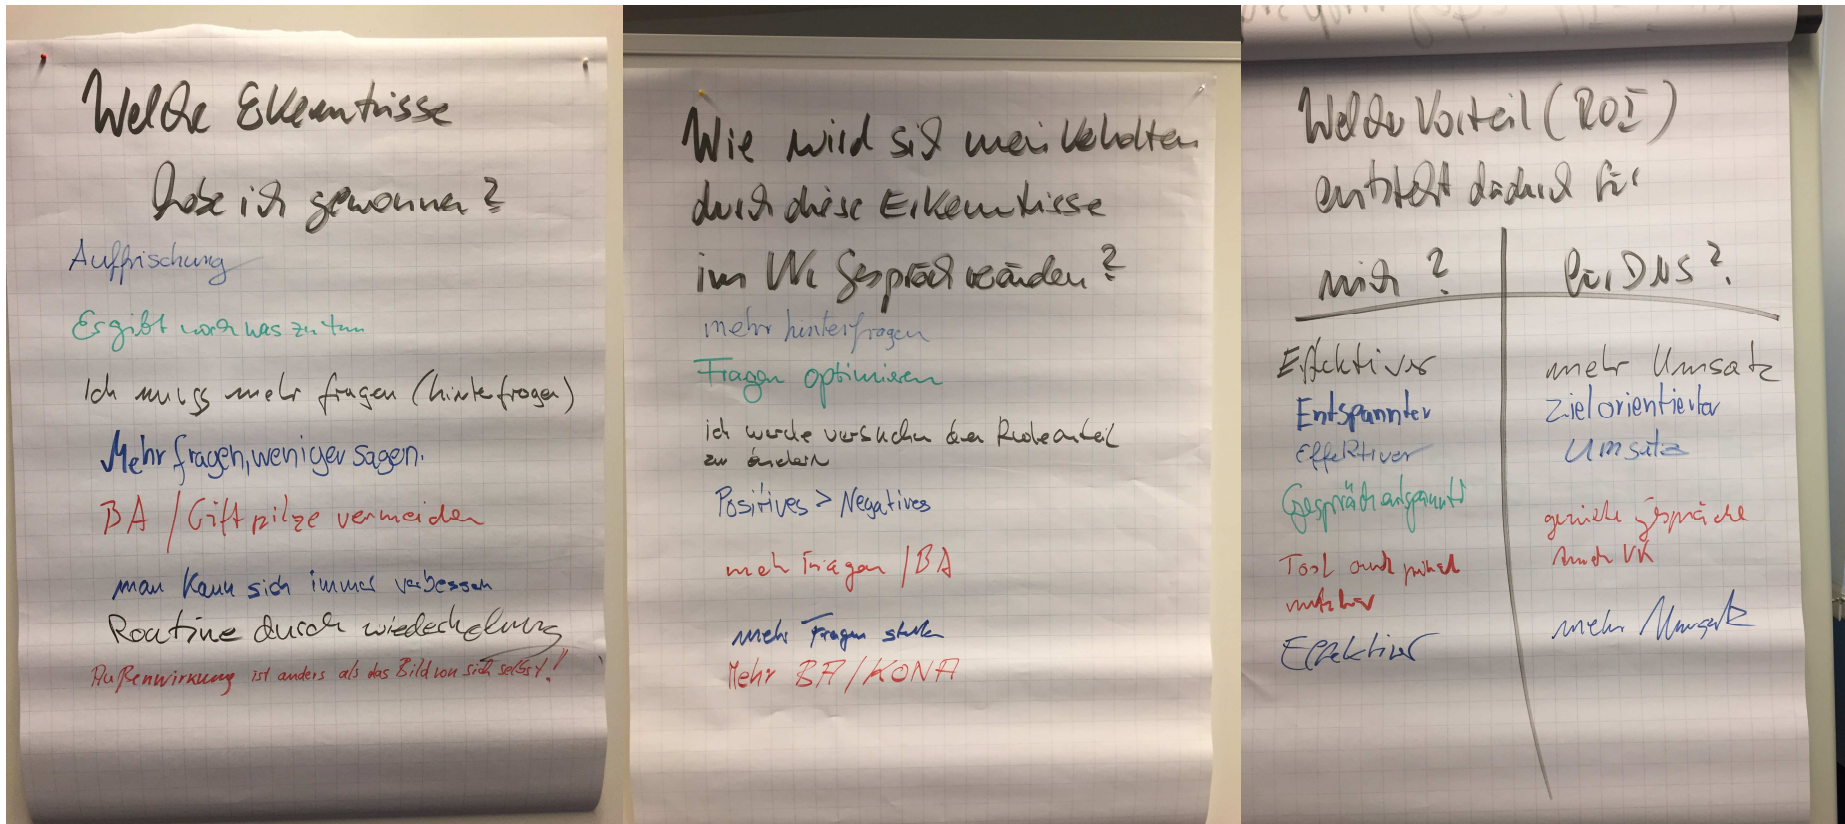 Welche Erkenntnisse
habe ich gewonnen?
Auffrischung
Es gibt noch was zu tun
Ich muss mehr fragen (hinterfragen)
Mehr fragen, weniger sagen.
BA / Giftpilze vermeiden
man kann sich immer verbessern
Routine durch wiederholung
Außenwirkung ist anders als das Bild von sich selbst!
Wie wird sich mein Verhalten
durch diese Erkenntnisse
im VK Gespräch verändern?
mehr hinterfragen
Fragen optimieren
ich werde versuchen den Redeanteil
zu ändern
Positives > Negatives
mehr Fragen / BA
mehr Fragen stellen
Mehr BA / KONA
Welcher Vorteil (ROI)
entsteht dadurch für
mich?
für DNS?
Effektiver
Entspannter
Effektiver
Gespräch entspannter
Tool auch privat
nutzbar
Effektiver
mehr Umsatz
Zielorientierter
Umsatz
gezielte Gespräche
durch VK
mehr Umsatz